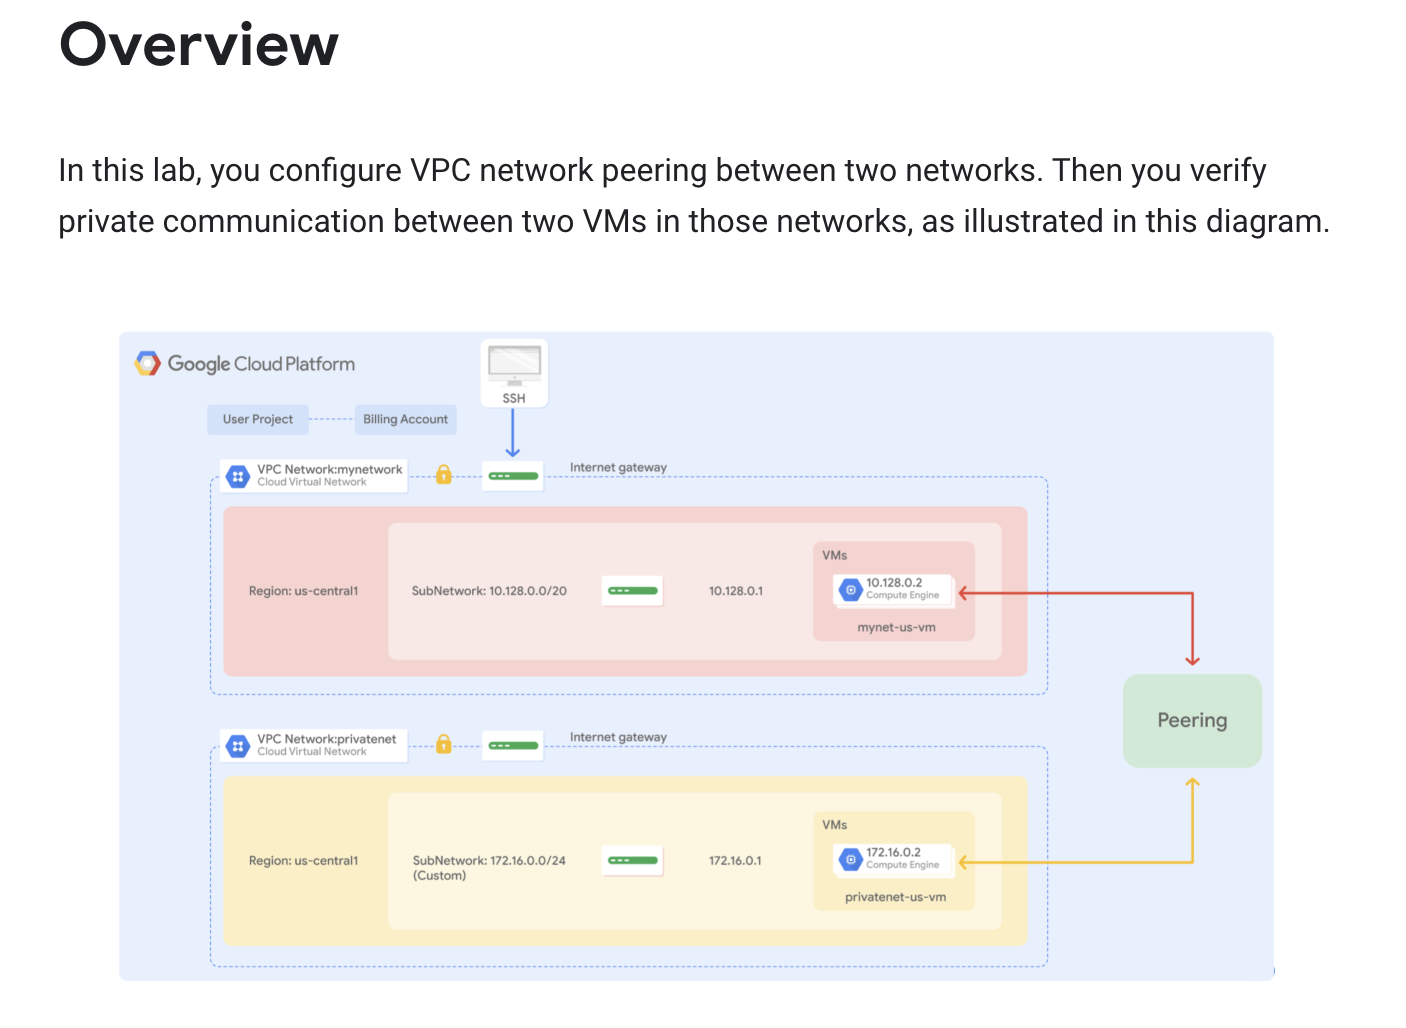 Overview
In this lab, you configure VPC network peering between two networks. Then you verify
private communication between two VMs in those networks, as illustrated in this diagram.
Google Cloud Platform
SSH
User Project
Billing Account
VPC Network:mynetwork
Cloud Virtual Network
Internet gateway
VMs
Region: us-central1
SubNetwork: 10.128.0.0/20
10.128.0.1
10.128.0.2
Compute Engine
mynet-us-vm
Peering
VPC Network:privatenet
Cloud Virtual Network
Internet gateway
VMs
Region: us-central1
SubNetwork: 172.16.0.0/24
(Custom)
172.16.0.1
172.16.0.2
Compute Engine
privatenet-us-vm